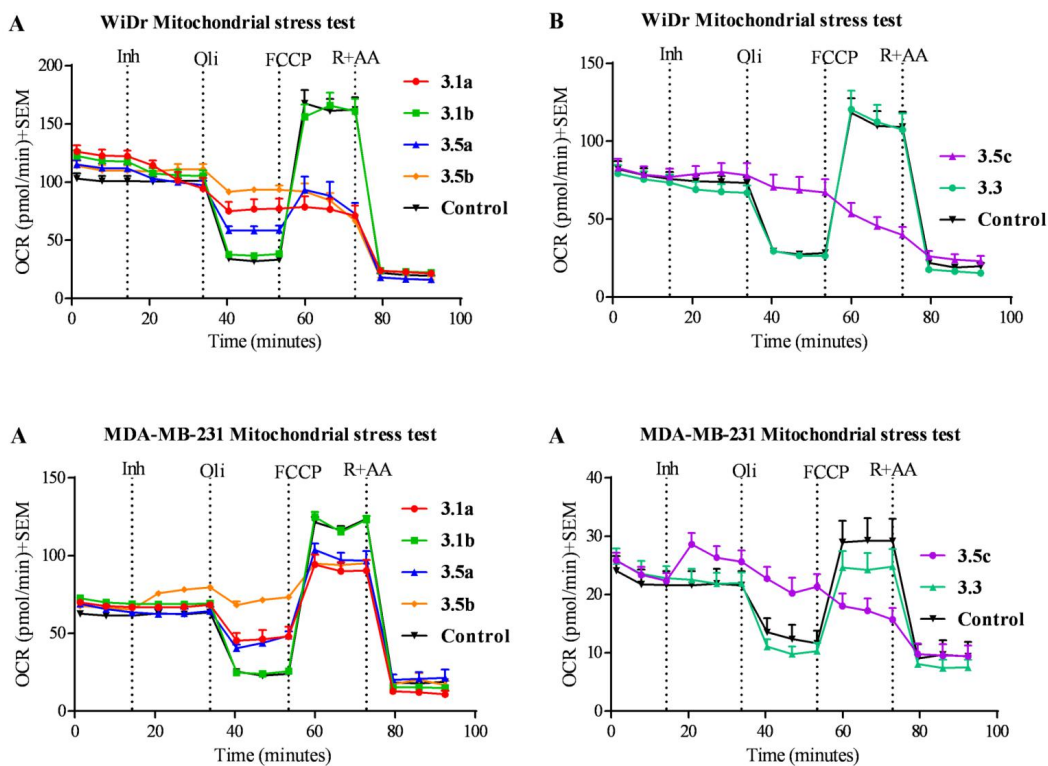 A
WiDr Mitochondrial stress test
Inh Oli FCCP R+AA
OCR (pmol/min)+SEM
200
150
100
50
0
0 20 40 60 80 100
Time (minutes)
3.1a
3.1b
3.5a
3.5b
Control
B
WiDr Mitochondrial stress test
Inh Oli FCCP R+AA
OCR (pmol/min)+SEM
150
100
50
0
0 20 40 60 80 100
Time (minutes)
3.5c
3.3
Control
A
MDA-MB-231 Mitochondrial stress test
Inh Oli FCCP R+AA
OCR (pmol/min)+SEM
150
100
50
0
0 20 40 60 80 100
Time (minutes)
3.1a
3.1b
3.5a
3.5b
Control
A
MDA-MB-231 Mitochondrial stress test
Inh Oli FCCP R+AA
OCR (pmol/min)+SEM
40
30
20
10
0
0 20 40 60 80 100
Time (minutes)
3.5c
3.3
Control